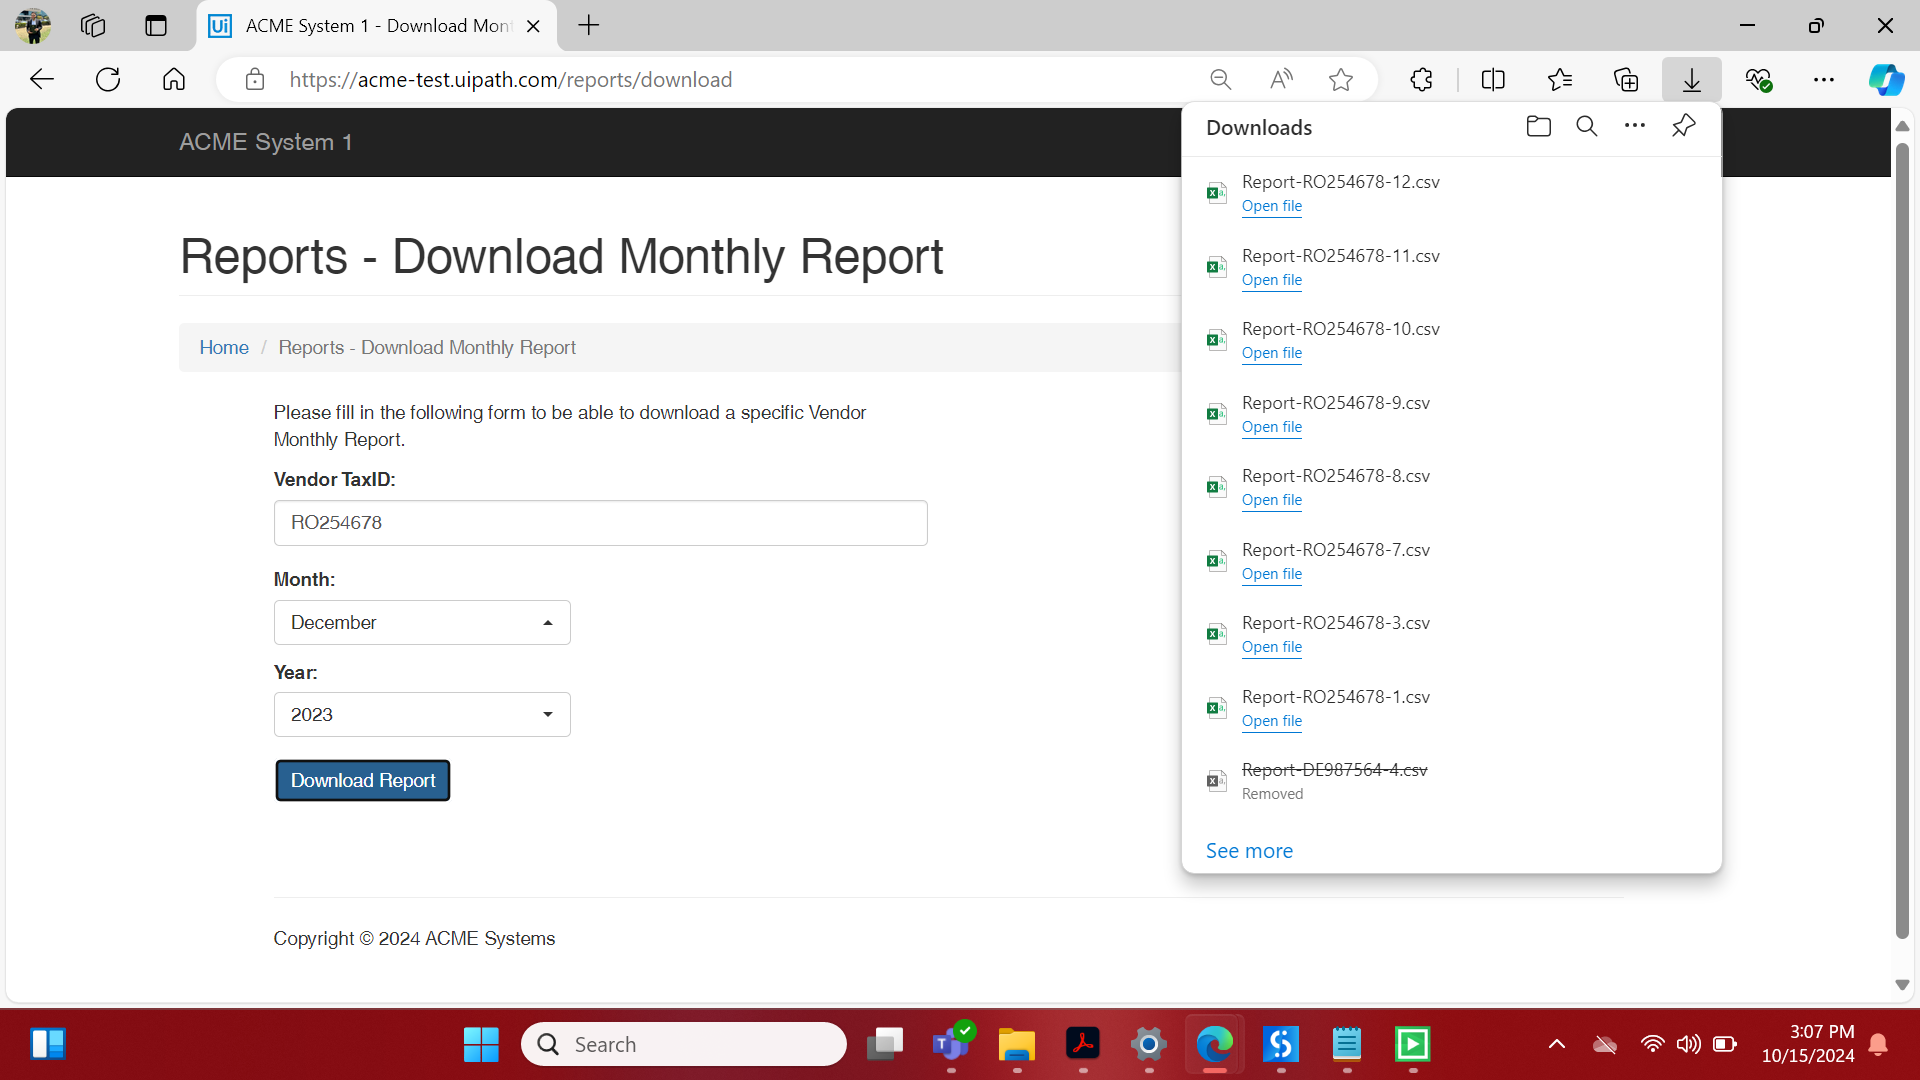 ACME System 1 - Download Mont
https://acme-test.uipath.com/reports/download
ACME System 1
Reports - Download Monthly Report
Home / Reports - Download Monthly Report
Please fill in the following form to be able to download a specific Vendor
Monthly Report.
Vendor TaxID:
RO254678
Month:
December
Year:
2023
Download Report
Copyright © 2024 ACME Systems
Downloads
Report-RO254678-12.csv
Open file
Report-RO254678-11.csv
Open file
Report-RO254678-10.csv
Open file
Report-RO254678-9.csv
Open file
Report-RO254678-8.csv
Open file
Report-RO254678-7.csv
Open file
Report-RO254678-3.csv
Open file
Report-RO254678-1.csv
Open file
Report-DE987564-4.csv
Removed
See more
Search
3:07 PM
10/15/2024